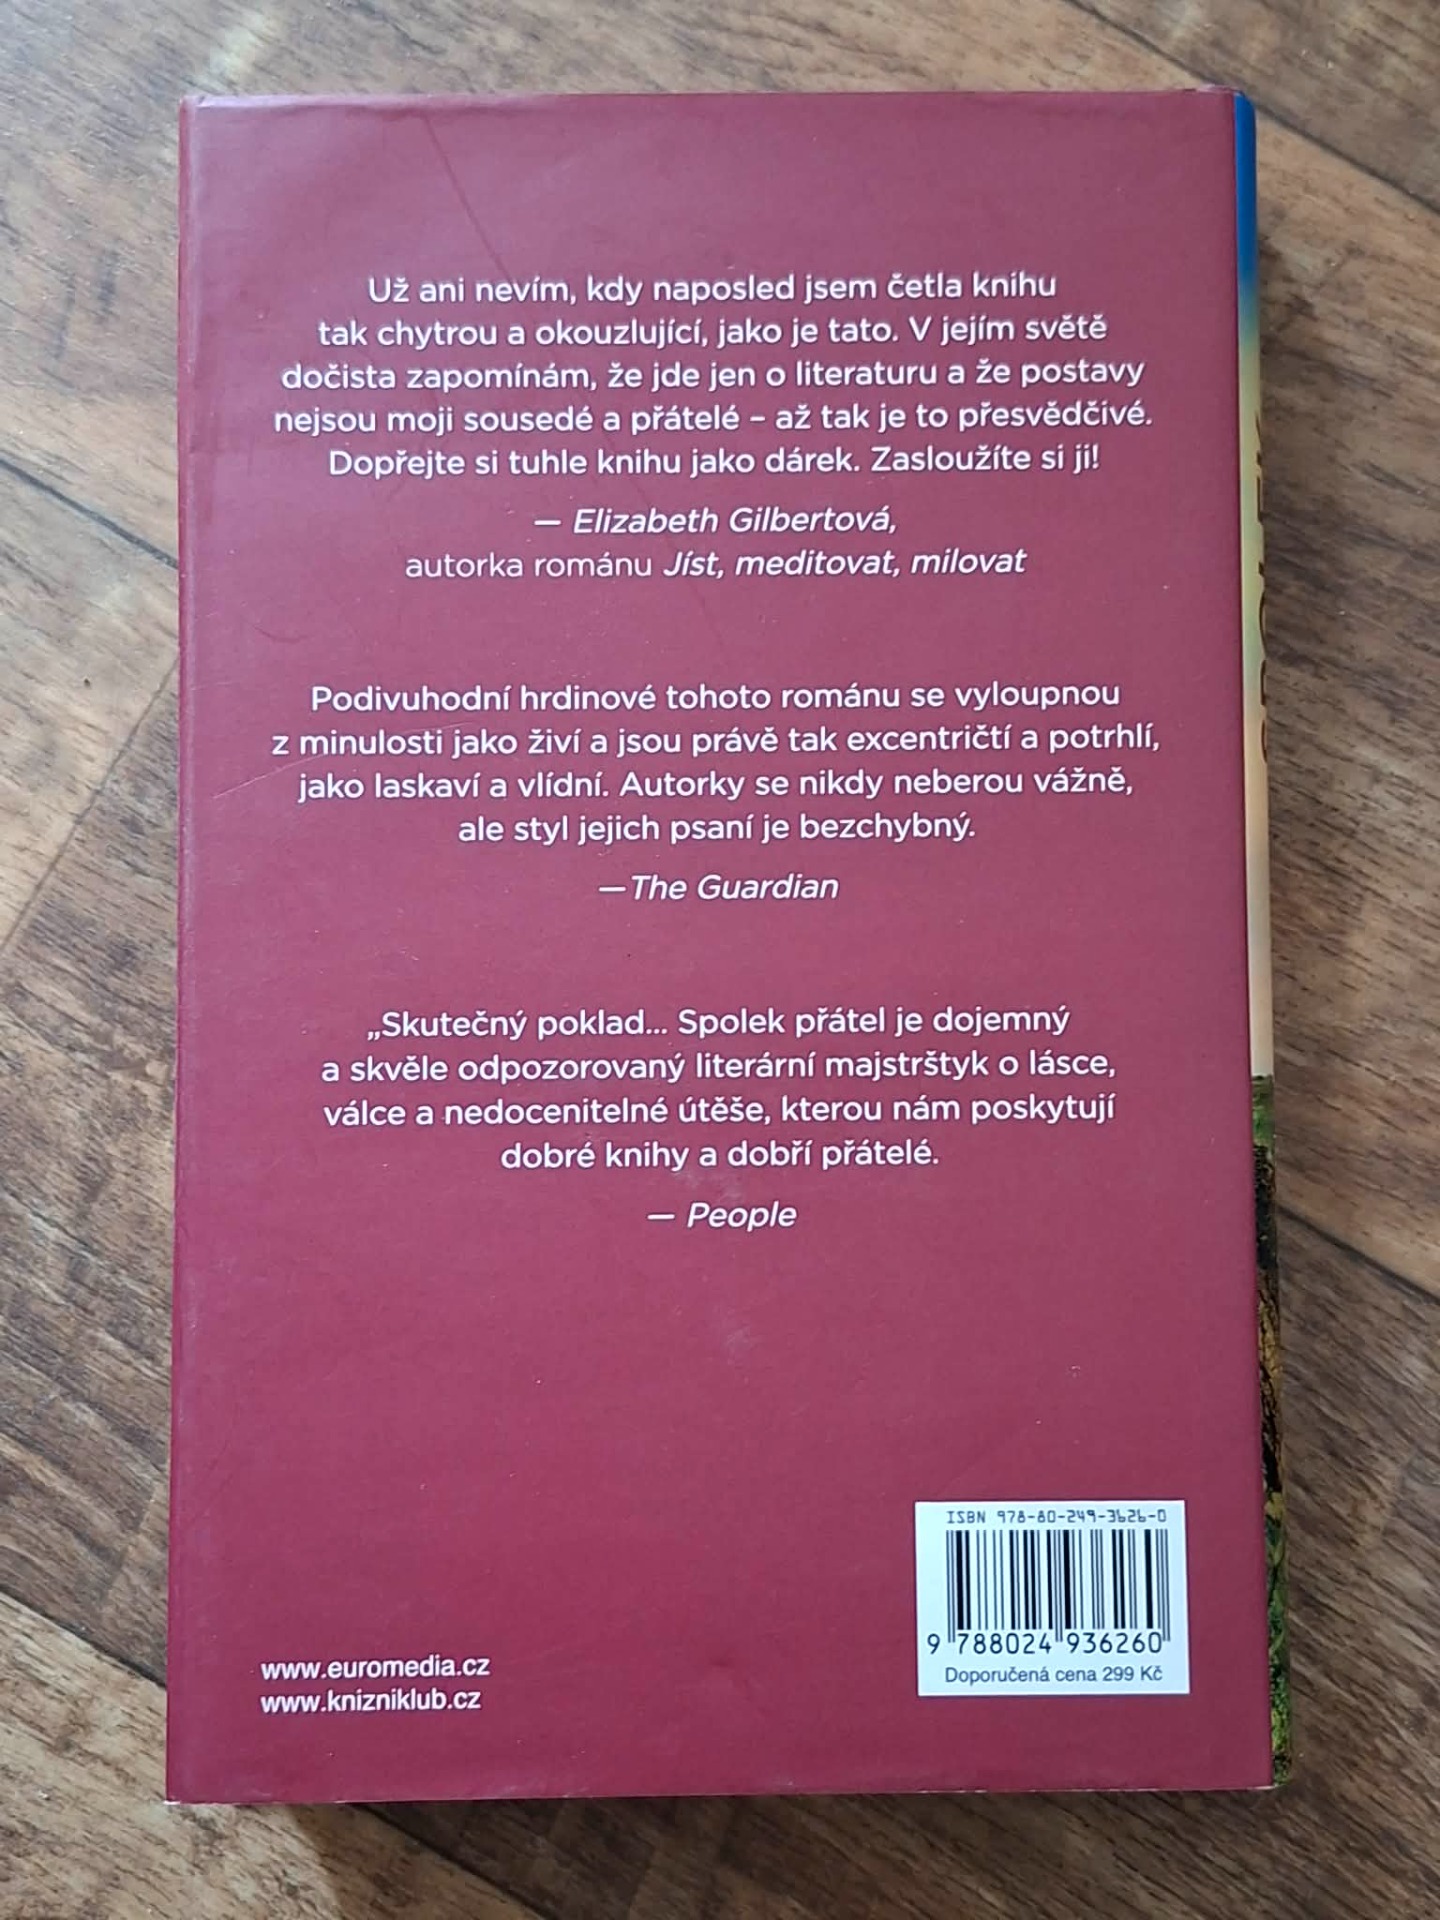 Už ani nevím, kdy naposled jsem četla knihu
tak chytrou a okouzlující, jako je tato. V jejím světě
dočista zapomínám, že jde jen o literaturu a že postavy
nejsou moji sousedé a přátelé – až tak je to přesvědčivé.
Dopřejte si tuhle knihu jako dárek. Zasloužíte si ji!
— Elizabeth Gilbertová,
autorka románu Jíst, meditovat, milovat
Podivuhodní hrdinové tohoto románu se vyloupnou
z minulosti jako živí a jsou právě tak excentričtí a potrhlí,
jako laskaví a vlídní. Autorky se nikdy neberou vážně,
ale styl jejich psaní je bezchybný.
—The Guardian
„Skutečný poklad... Spolek přátel je dojemný
a skvěle odpozorovaný literární majstrštyk o lásce,
válce a nedocenitelné útěše, kterou nám poskytují
dobré knihy a dobří přátelé.
— People
ISBN 978-80-249-3626-0
9 788024 936260
Doporučená cena 299 Kč
www.euromedia.cz
www.knizniklub.cz